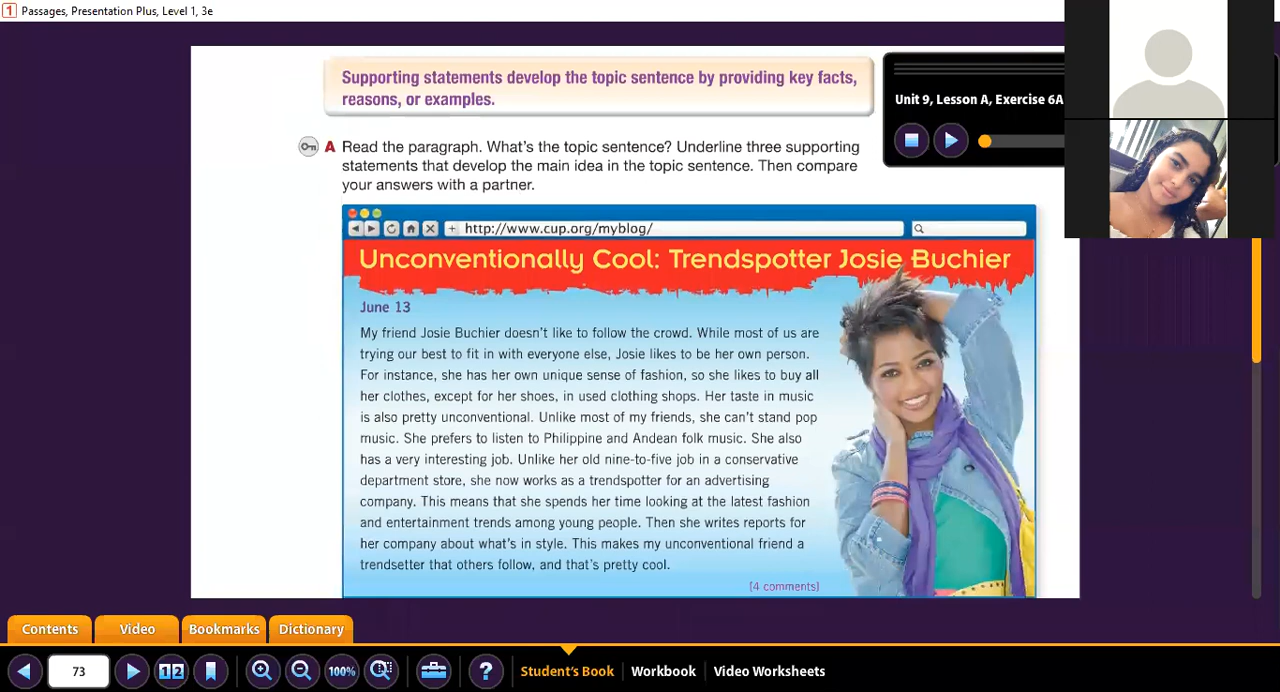 1 Passages, Presentation Plus, Level 1, 3e
Supporting statements develop the topic sentence by providing key facts,
reasons, or examples.
Unit 9, Lesson A, Exercise 6A
A Read the paragraph. What's the topic sentence? Underline three supporting
statements that develop the main idea in the topic sentence. Then compare
your answers with a partner.
http://www.cup.org/myblog/
Unconventionally Cool: Trendspotter Josie Buchier
June 13
My friend Josie Buchier doesn't like to follow the crowd. While most of us are
trying our best to fit in with everyone else, Josie likes to be her own person.
For instance, she has her own unique sense of fashion, so she likes to buy all
her clothes, except for her shoes, in used clothing shops. Her taste in music
is also pretty unconventional. Unlike most of my friends, she can't stand pop
music. She prefers to listen to Philippine and Andean folk music. She also
has a very interesting job. Unlike her old nine-to-five job in a conservative
department store, she now works as a trendspotter for an advertising
company. This means that she spends her time looking at the latest fashion
and entertainment trends among young people. Then she writes reports for
her company about what's in style. This makes my unconventional friend a
trendsetter that others follow, and that's pretty cool.
[4 comments]
Contents Video Bookmarks Dictionary
73 1 2 100% ? Student's Book Workbook Video Worksheets